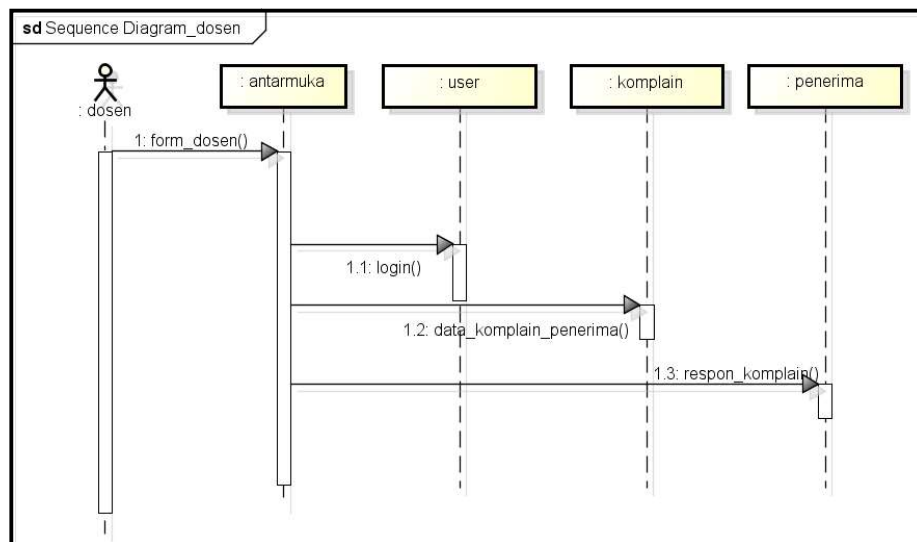 sd Sequence Diagram_dosen
: dosen
: antarmuka
: user
: komplain
: penerima
1: form_dosen()
1.1: login()
1.2: data_komplain_penerima()
1.3: respon_komplain()